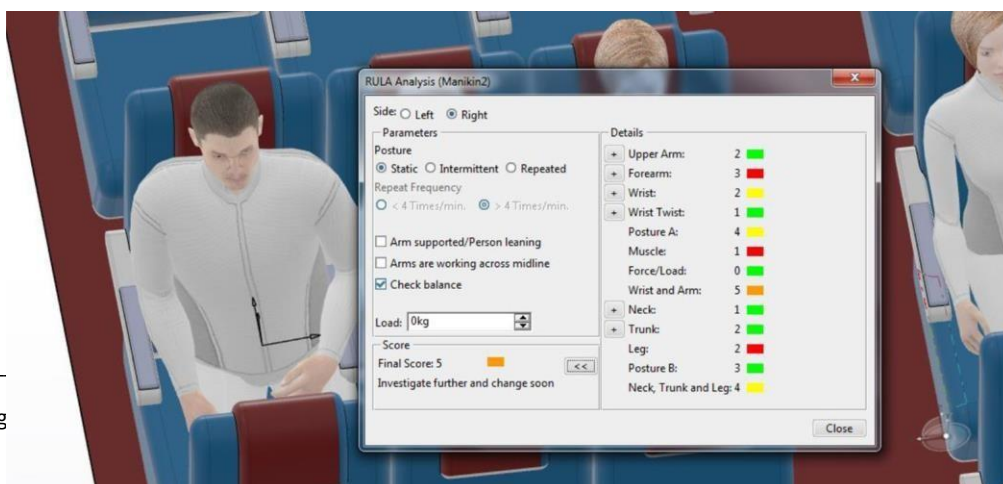 RULA Analysis (Manikin2)
x
Side: Left Right
Parameters
Posture
Static Intermittent Repeated
Repeat Frequency
< 4 Times/min. > 4 Times/min.
Arm supported/Person leaning
Arms are working across midline
Check balance
Load: 0kg
Score
Final Score: 5
<<
Investigate further and change soon
Details
+ Upper Arm: 2
+ Forearm: 3
+ Wrist: 2
+ Wrist Twist: 1
Posture A: 4
Muscle: 1
Force/Load: 0
Wrist and Arm: 5
+ Neck: 1
+ Trunk: 2
Leg: 2
Posture B: 3
Neck, Trunk and Leg: 4
Close
g